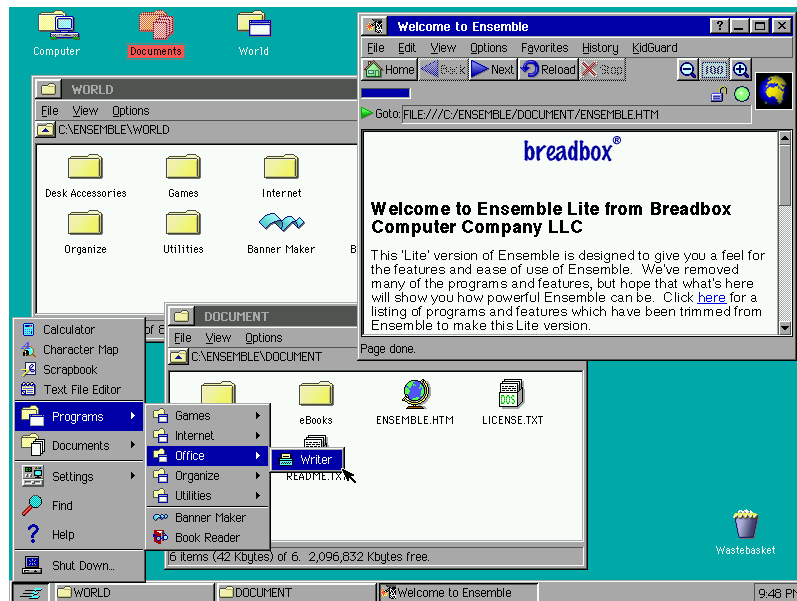 Computer
Documents
World
WORLD
File View Options
C:\ENSEMBLE\WORLD
Desk Accessories
Games
Internet
Organize
Utilities
Banner Maker
Welcome to Ensemble
File Edit View Options Favorites History KidGuard
Home Back Next Reload Stop 100
Goto: FILE:///C:/ENSEMBLE/DOCUMENT/ENSEMBLE.HTM
breadbox®
Welcome to Ensemble Lite from Breadbox
Computer Company LLC
This 'Lite' version of Ensemble is designed to give you a feel for
the features and ease of use of Ensemble. We've removed
many of the programs and features, but hope that what's here
will show you how powerful Ensemble can be. Click here for a
listing of programs and features which have been trimmed from
Ensemble to make this Lite version.
Page done.
DOCUMENT
File View Options
C:\ENSEMBLE\DOCUMENT
eBooks
ENSEMBLE.HTM
DOS
LICENSE.TXT
README.TXT
6 items (42 Kbytes) of 6. 2,096,832 Kbytes free.
Calculator
Character Map
Scrapbook
Text File Editor
Programs
Documents
Settings
Find
Help
Shut Down...
Games
Internet
Office
Organize
Utilities
Banner Maker
Book Reader
Writer
Wastebasket
WORLD
DOCUMENT
Welcome to Ensemble
9:48 PM